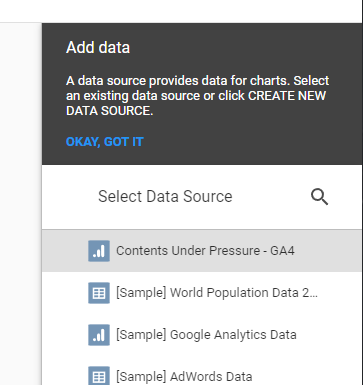 Add data
A data source provides data for charts. Select
an existing data source or click CREATE NEW
DATA SOURCE.
OKAY, GOT IT
Select Data Source
Contents Under Pressure - GA4
[Sample] World Population Data 2...
[Sample] Google Analytics Data
[Sample] AdWords Data